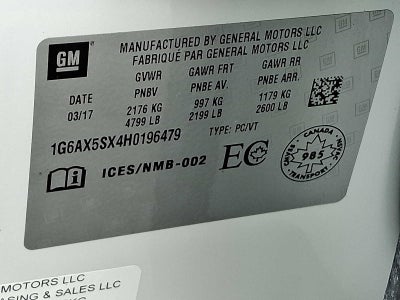 GM
MANUFACTURED BY GENERAL MOTORS LLC
FABRIQUÉ PAR GENERAL MOTORS LLC
GVWR GAWR FRT GAWR RR
DATE PNBV PNBE AV. PNBE ARR.
03/17 2176 KG 997 KG 1179 KG
4799 LB 2199 LB 2600 LB
1G6AX5SX4H0196479 TYPE: PC/VT
ICES/NMB-002 EC CANADA 985 TRANSPORT
MOTORS LLC
ASING & SALES LLC